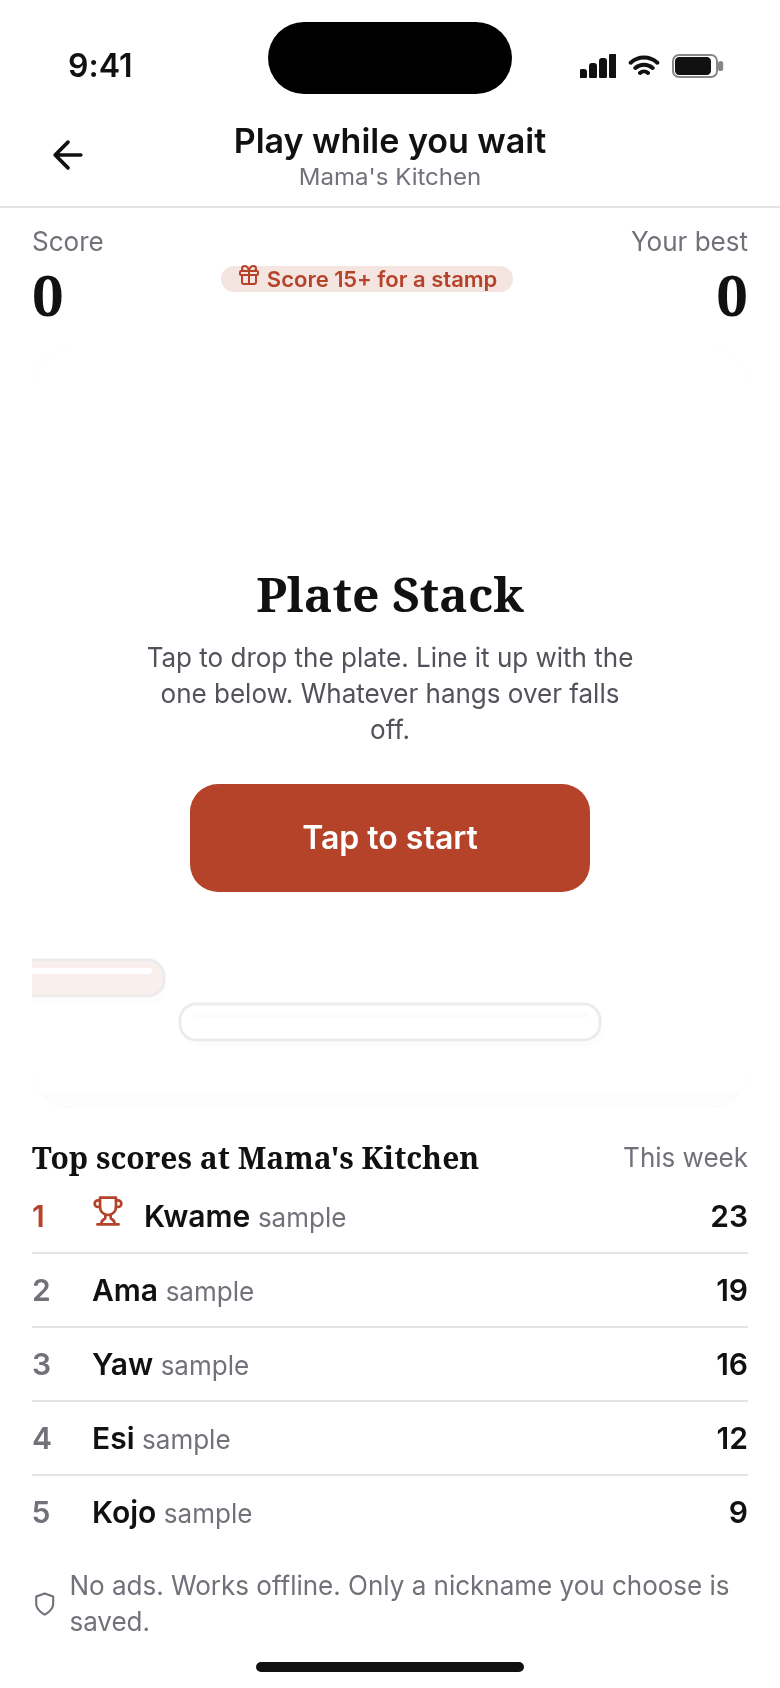 9:41
Play while you wait
Mama's Kitchen
Score
Your best
0
Score 15+ for a stamp
0
Plate Stack
Tap to drop the plate. Line it up with the
one below. Whatever hangs over falls
off.
Tap to start
Top scores at Mama's Kitchen
This week
1 Kwame sample 23
2 Ama sample 19
3 Yaw sample 16
4 Esi sample 12
5 Kojo sample 9
No ads. Works offline. Only a nickname you choose is
saved.